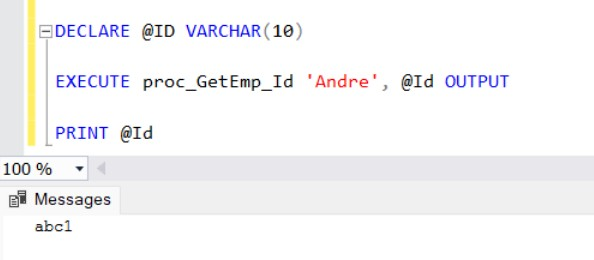 DECLARE @ID VARCHAR(10)
EXECUTE proc_GetEmp_Id 'Andre', @Id OUTPUT
PRINT @Id
100 %
Messages
abc1